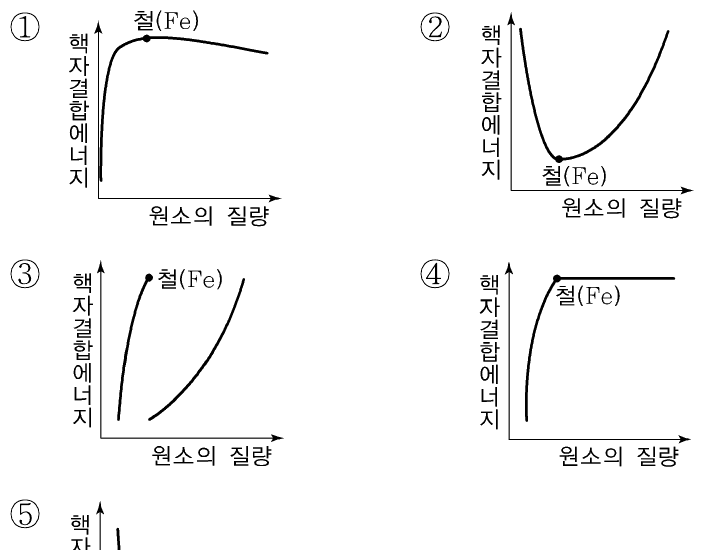 ①
철(Fe)
핵자결합에너지
원소의 질량
②
핵자결합에너지
철(Fe)
원소의 질량
③
철(Fe)
핵자결합에너지
원소의 질량
④
핵자결합에너지
철(Fe)
원소의 질량
⑤
핵